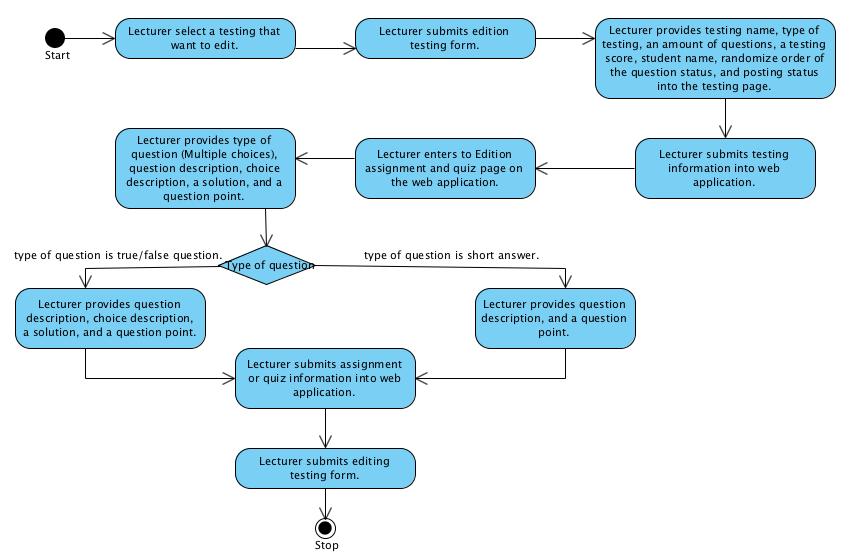 Start
Lecturer select a testing that
want to edit.
Lecturer submits edition
testing form.
Lecturer provides testing name, type of
testing, an amount of questions, a testing
score, student name, randomize order of
the question status, and posting status
into the testing page.
Lecturer provides type of
question (Multiple choices),
question description, choice
description, a solution, and a
question point.
Lecturer enters to Edition
assignment and quiz page on
the web application.
Lecturer submits testing
information into web
application.
type of question is true/false question.
Type of question
type of question is short answer.
Lecturer provides question
description, choice description,
a solution, and a question point.
Lecturer provides question
description, and a question
point.
Lecturer submits assignment
or quiz information into web
application.
Lecturer submits editing
testing form.
Stop